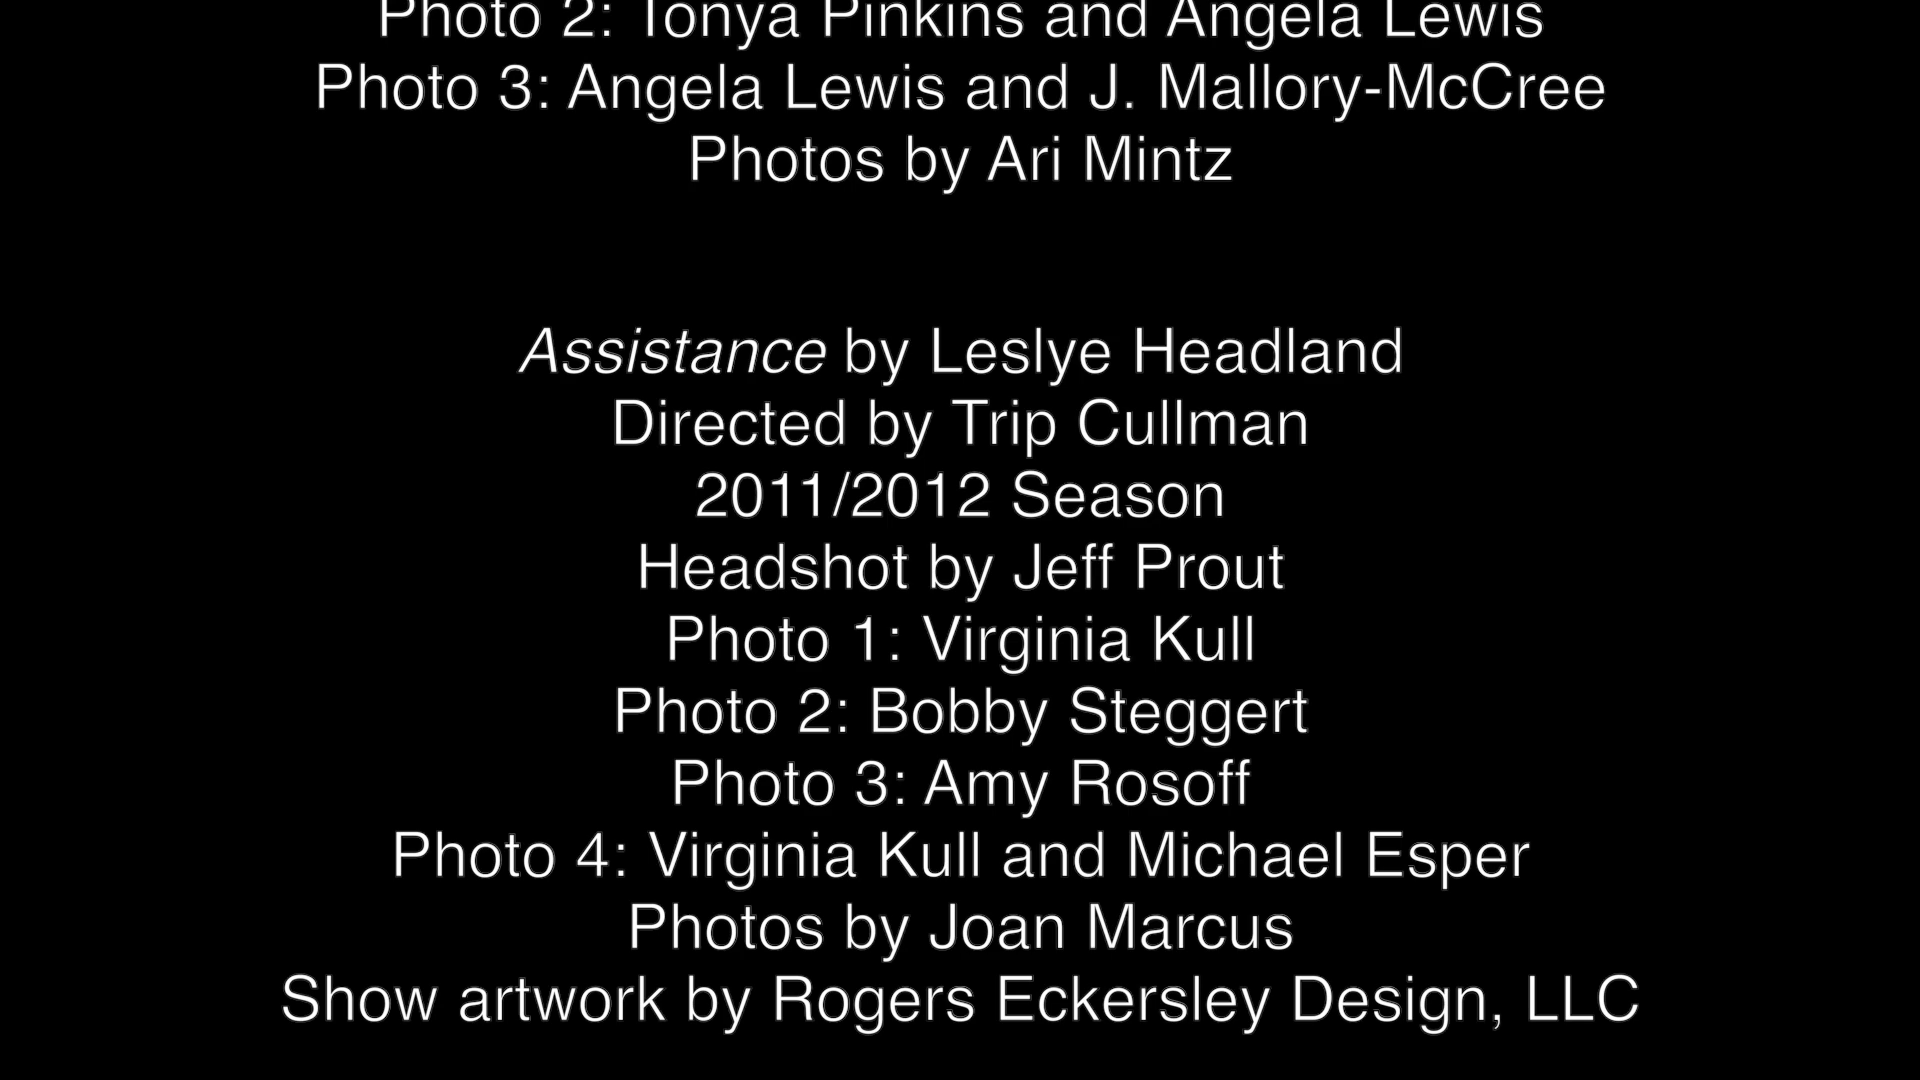 Photo 2: Tonya Pinkins and Angela Lewis
Photo 3: Angela Lewis and J. Mallory-McCree
Photos by Ari Mintz
Assistance by Leslye Headland
Directed by Trip Cullman
2011/2012 Season
Headshot by Jeff Prout
Photo 1: Virginia Kull
Photo 2: Bobby Steggert
Photo 3: Amy Rosoff
Photo 4: Virginia Kull and Michael Esper
Photos by Joan Marcus
Show artwork by Rogers Eckersley Design, LLC